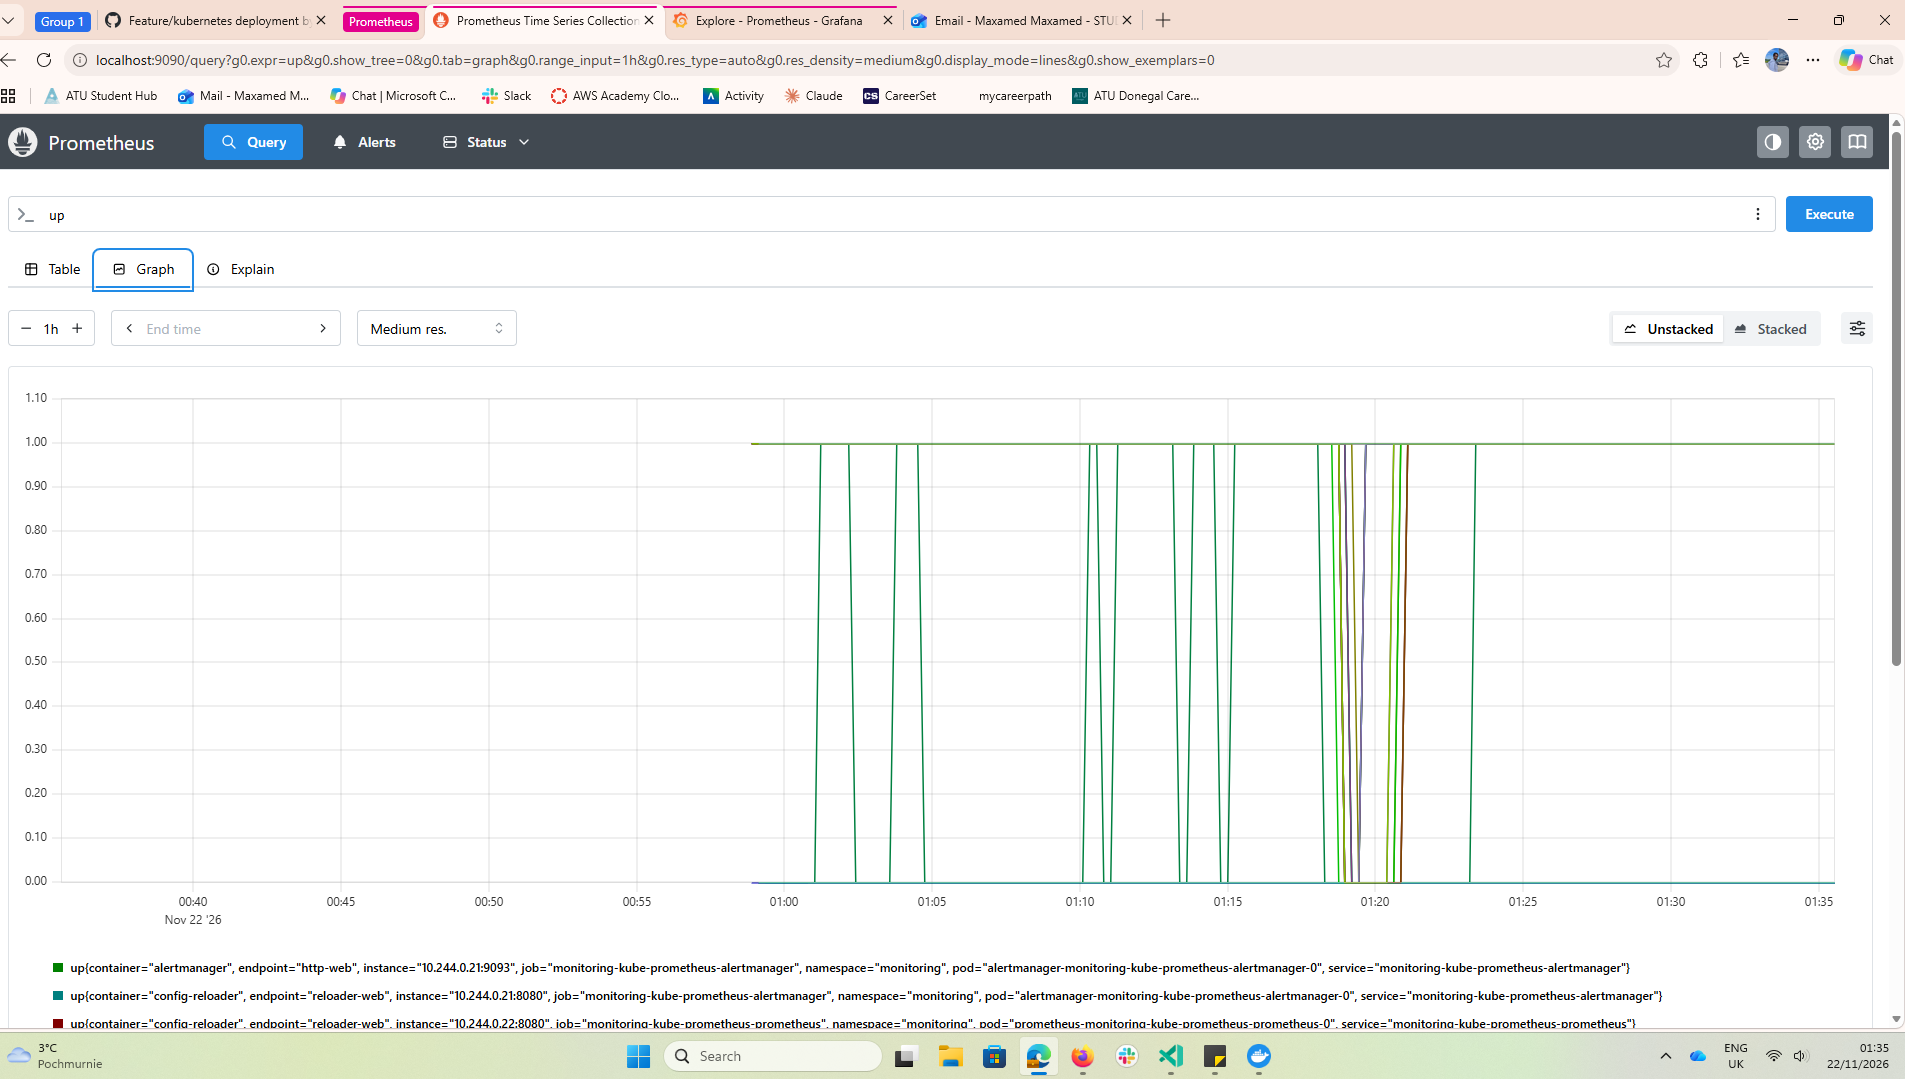 Group 1
Feature/kubernetes deployment b
Prometheus
Prometheus Time Series Collection
Explore - Prometheus - Grafana
Email - Maxamed Maxamed - STU
localhost:9090/query?g0.expr=up&g0.show_tree=0&g0.tab=graph&g0.range_input=1h&g0.res_type=auto&g0.res_density=medium&g0.display_mode=lines&g0.show_exemplars=0
Chat
ATU Student Hub
Mail - Maxamed M...
Chat | Microsoft C...
Slack
AWS Academy Clo...
Activity
Claude
CS CareerSet
mycareerpath
ATU Donegal Care...
Prometheus
Query
Alerts
Status
>_ up
Execute
Table
Graph
Explain
− 1h +
End time
Medium res.
Unstacked
Stacked
1.10
1.00
0.90
0.80
0.70
0.60
0.50
0.40
0.30
0.20
0.10
0.00
00:40 00:45 00:50 00:55 01:00 01:05 01:10 01:15 01:20 01:25 01:30 01:35
Nov 22 '26
up{container="alertmanager", endpoint="http-web", instance="10.244.0.21:9093", job="monitoring-kube-prometheus-alertmanager", namespace="monitoring", pod="alertmanager-monitoring-kube-prometheus-alertmanager-0", service="monitoring-kube-prometheus-alertmanager"}
up{container="config-reloader", endpoint="reloader-web", instance="10.244.0.21:8080", job="monitoring-kube-prometheus-alertmanager", namespace="monitoring", pod="alertmanager-monitoring-kube-prometheus-alertmanager-0", service="monitoring-kube-prometheus-alertmanager"}
up{container="config-reloader", endpoint="reloader-web", instance="10.244.0.22:8080", job="monitoring-kube-prometheus-prometheus", namespace="monitoring", pod="prometheus-monitoring-kube-prometheus-prometheus-0", service="monitoring-kube-prometheus-prometheus"}
3°C
Pochmurnie
Search
ENG
UK
01:35
22/11/2026